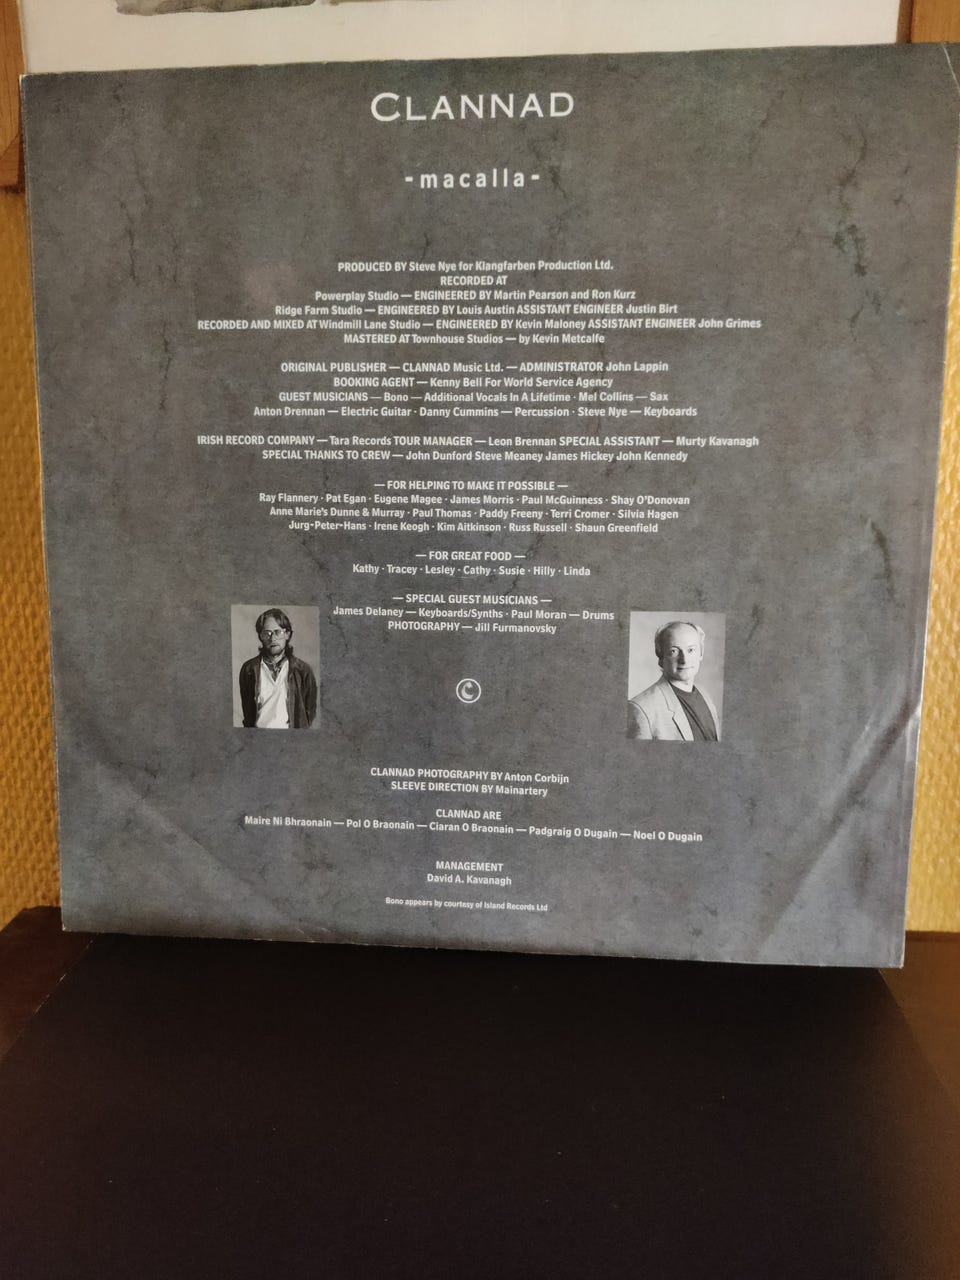 CLANNAD
-macalla-
PRODUCED BY Steve Nye for Klangfarben Production Ltd.
RECORDED AT
Powerplay Studio — ENGINEERED BY Martin Pearson and Ron Kurz
Ridge Farm Studio — ENGINEERED BY Louis Austin ASSISTANT ENGINEER Justin Birt
RECORDED AND MIXED AT Windmill Lane Studio — ENGINEERED BY Kevin Maloney ASSISTANT ENGINEER John Grimes
MASTERED AT Townhouse Studios — by Kevin Metcalfe
ORIGINAL PUBLISHER — CLANNAD Music Ltd. — ADMINISTRATOR John Lappin
BOOKING AGENT — Kenny Bell For World Service Agency
GUEST MUSICIANS — Bono — Additional Vocals In A Lifetime · Mel Collins — Sax
Anton Drennan — Electric Guitar · Danny Cummins — Percussion · Steve Nye — Keyboards
IRISH RECORD COMPANY — Tara Records TOUR MANAGER — Leon Brennan SPECIAL ASSISTANT — Murty Kavanagh
SPECIAL THANKS TO CREW — John Dunford Steve Meaney James Hickey John Kennedy
— FOR HELPING TO MAKE IT POSSIBLE —
Ray Flannery · Pat Egan · Eugene Magee · James Morris · Paul McGuinness · Shay O'Donovan
Anne Marie's Dunne & Murray · Paul Thomas · Paddy Freeny · Terri Cromer · Silvia Hagen
Jurg-Peter-Hans · Irene Keogh · Kim Aitkinson · Russ Russell · Shaun Greenfield
— FOR GREAT FOOD —
Kathy · Tracey · Lesley · Cathy · Susie · Hilly · Linda
— SPECIAL GUEST MUSICIANS —
James Delaney — Keyboards/Synths · Paul Moran — Drums
PHOTOGRAPHY — Jill Furmanovsky
CLANNAD PHOTOGRAPHY BY Anton Corbijn
SLEEVE DIRECTION BY Mainartery
CLANNAD ARE
Maire Ni Bhraonain — Pol O Braonain — Ciaran O Braonain — Padgraig O Dugain — Noel O Dugain
MANAGEMENT
David A. Kavanagh
Bono appears by courtesy of Island Records Ltd